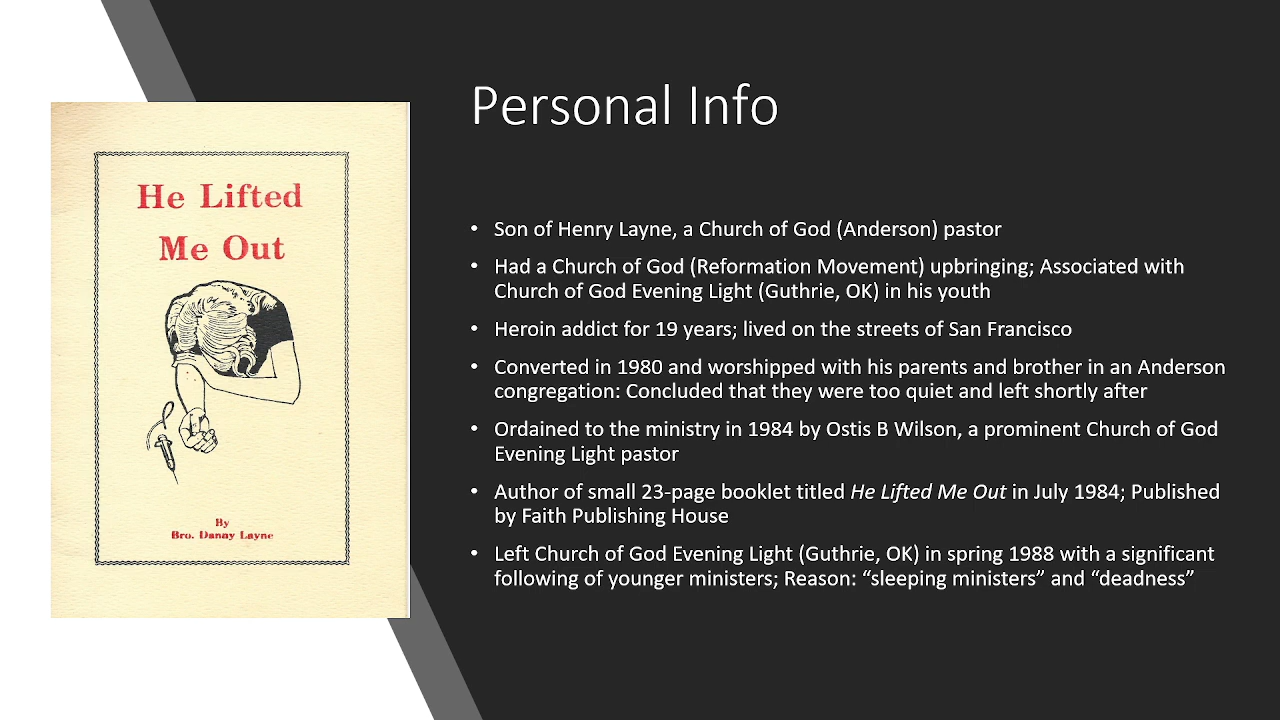 He Lifted
Me Out
By
Bro. Danny Layne
Personal Info
• Son of Henry Layne, a Church of God (Anderson) pastor
• Had a Church of God (Reformation Movement) upbringing; Associated with
Church of God Evening Light (Guthrie, OK) in his youth
• Heroin addict for 19 years; lived on the streets of San Francisco
• Converted in 1980 and worshipped with his parents and brother in an Anderson
congregation: Concluded that they were too quiet and left shortly after
• Ordained to the ministry in 1984 by Ostis B Wilson, a prominent Church of God
Evening Light pastor
• Author of small 23-page booklet titled He Lifted Me Out in July 1984; Published
by Faith Publishing House
• Left Church of God Evening Light (Guthrie, OK) in spring 1988 with a significant
following of younger ministers; Reason: “sleeping ministers” and “deadness”